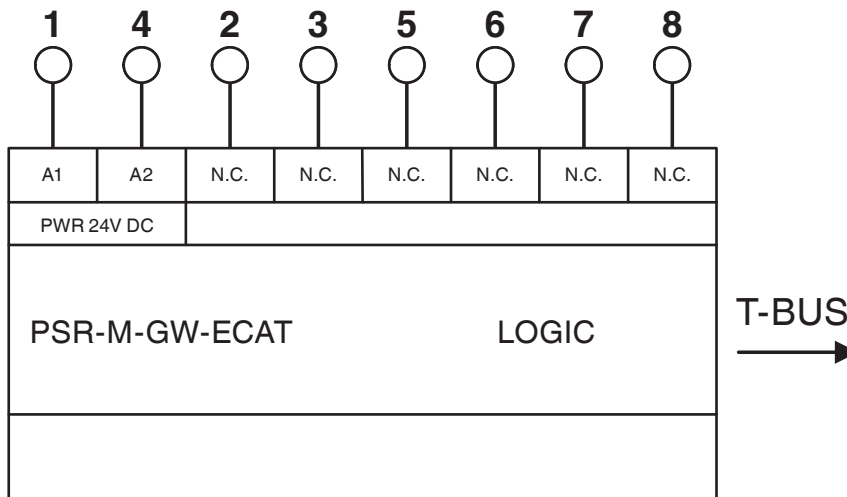 1 4 2 3 5 6 7 8
A1 A2 N.C. N.C. N.C. N.C. N.C. N.C.
PWR 24V DC
PSR-M-GW-ECAT LOGIC
T-BUS